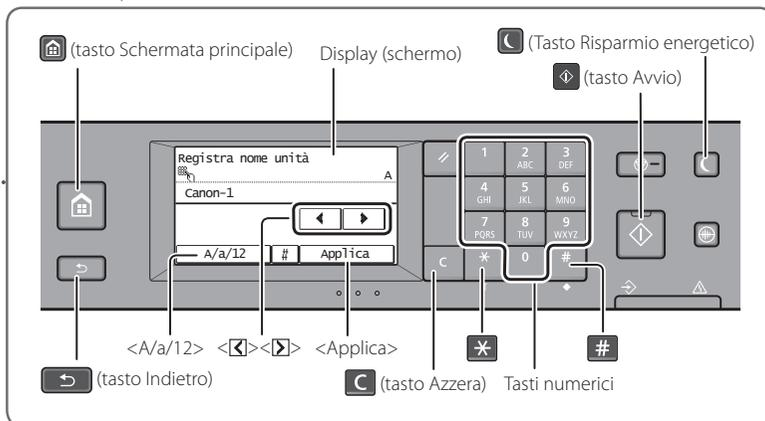 (tasto Schermata principale)
Display (schermo)
(Tasto Risparmio energetico)
(tasto Avvio)
Registra nome unità
A
Canon-1
A/a/12
#
Applica
1
2
ABC
3
DEF
4
GHI
5
JKL
6
MNO
7
PQRS
8
TUV
9
WXYZ
C
0
#
<A/a/12>
<Applica>
#
(tasto Indietro)
C (tasto Azzera)
Tasti numerici